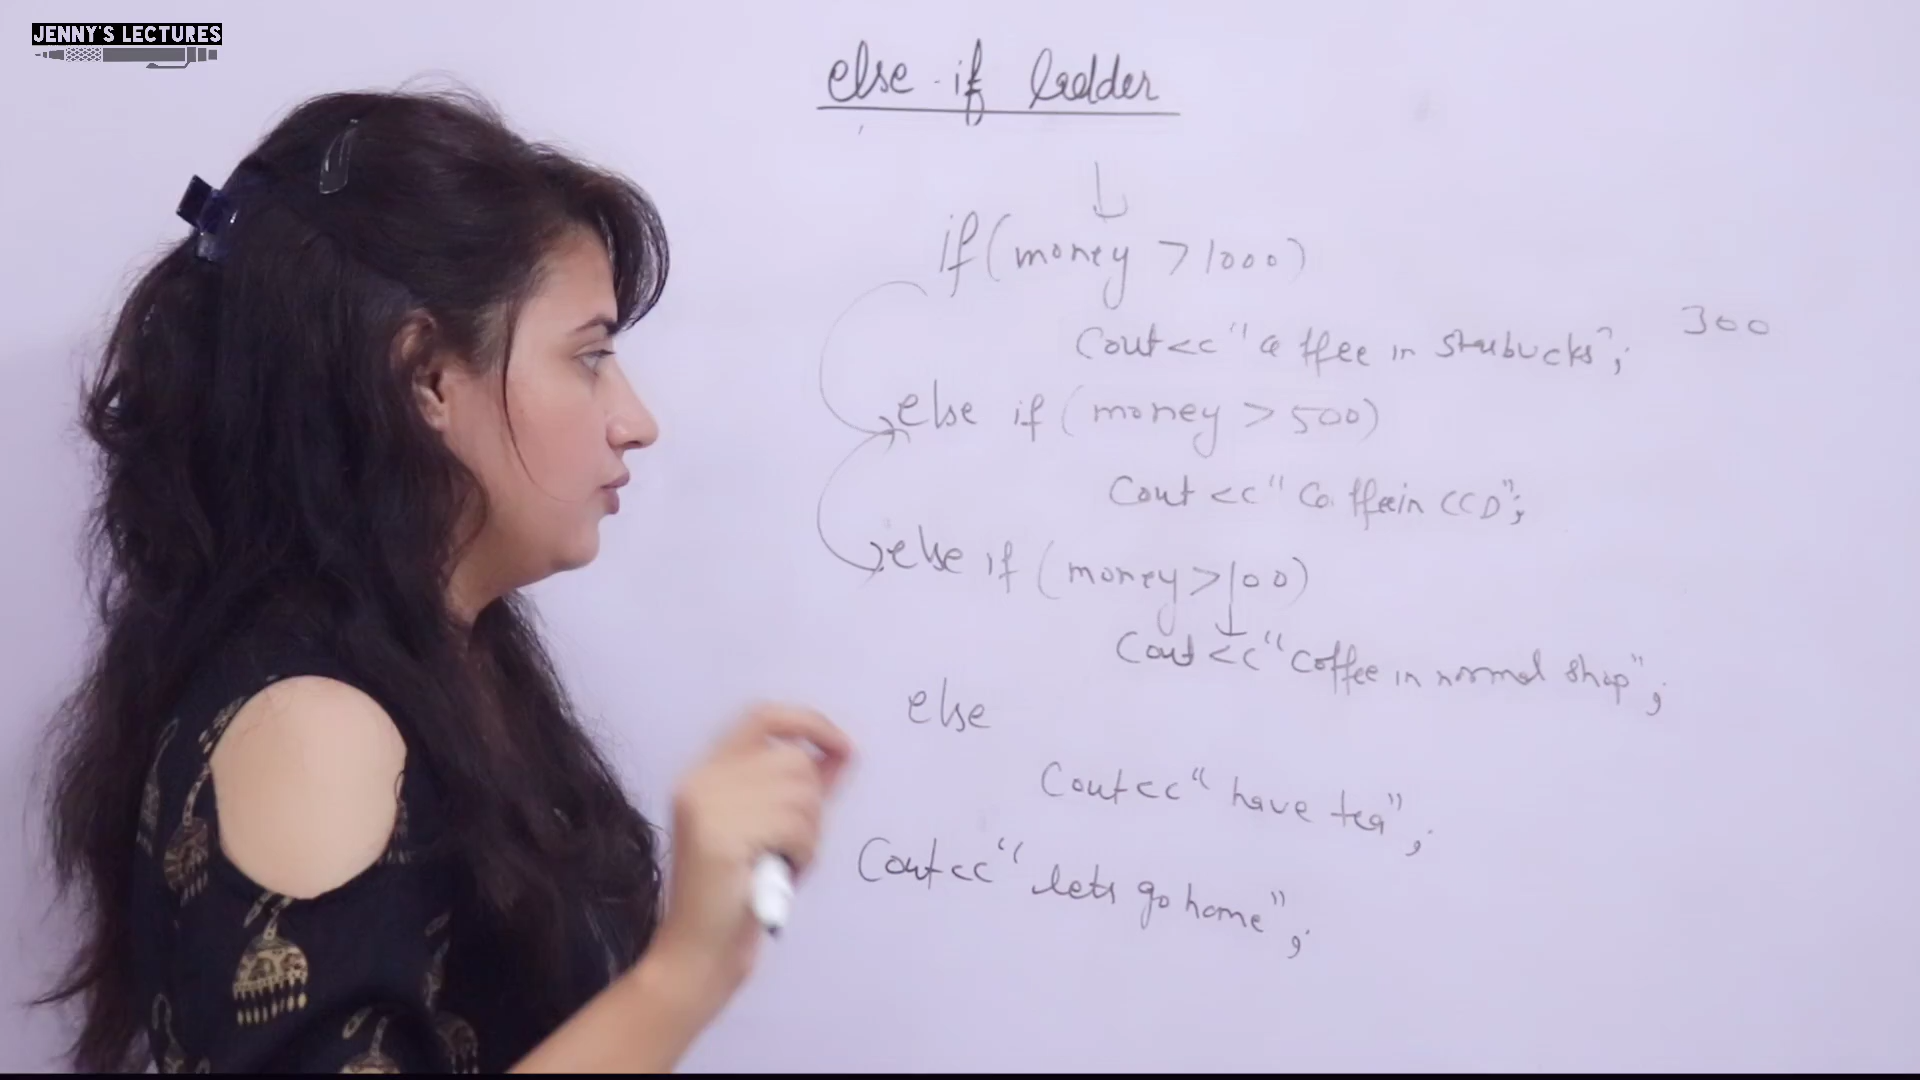 JENNY'S LECTURES
else-if ladder
if (money > 1000)
Cout<<"Coffee in Starbucks";
300
else if (money > 500)
Cout<<"Coffee in CCD";
else if (money>100)
Cout<<"Coffee in normal shop";
else
Cout<<"have tea";
Cout<<"lets go home";